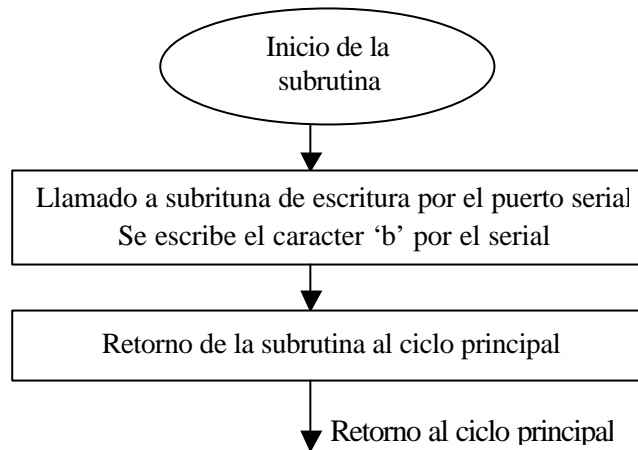 Inicio de la
subrutina
Llamado a subrituna de escritura por el puerto serial
Se escribe el caracter ‘b’ por el serial
Retorno de la subrutina al ciclo principal
Retorno al ciclo principal